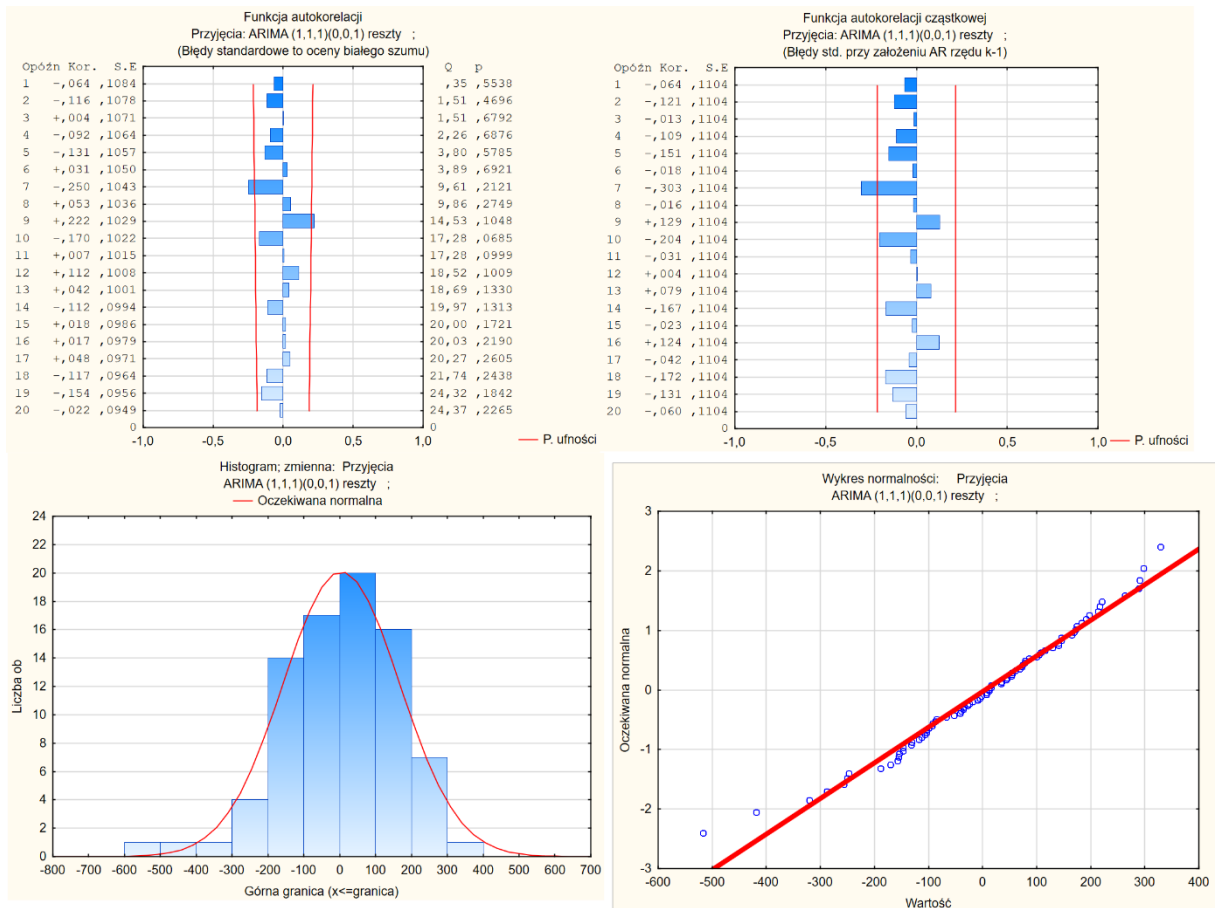 Funkcja autokorelacji
Przyjęcia: ARIMA (1,1,1)(0,0,1) reszty ;
(Błędy standardowe to oceny białego szumu)
Opóźn Kor. S.E Q p
1 -,064 ,1084 ,35 ,5538
2 -,116 ,1078 1,51 ,4696
3 +,004 ,1071 1,51 ,6792
4 -,092 ,1064 2,26 ,6876
5 -,131 ,1057 3,80 ,5785
6 +,031 ,1050 3,89 ,6921
7 -,250 ,1043 9,61 ,2121
8 +,053 ,1036 9,86 ,2749
9 +,222 ,1029 14,53 ,1048
10 -,170 ,1022 17,28 ,0685
11 +,007 ,1015 17,28 ,0999
12 +,112 ,1008 18,52 ,1009
13 +,042 ,1001 18,69 ,1330
14 -,112 ,0994 19,97 ,1313
15 +,018 ,0986 20,00 ,1721
16 +,017 ,0979 20,03 ,2190
17 +,048 ,0971 20,27 ,2605
18 -,117 ,0964 21,74 ,2438
19 -,154 ,0956 24,32 ,1842
20 -,022 ,0949 24,37 ,2265
0 0
-1,0 -0,5 0,0 0,5 1,0
P. ufności
Funkcja autokorelacji cząstkowej
Przyjęcia: ARIMA (1,1,1)(0,0,1) reszty ;
(Błędy std. przy założeniu AR rzędu k-1)
Opóźn Kor. S.E
1 -,064 ,1104
2 -,121 ,1104
3 -,013 ,1104
4 -,109 ,1104
5 -,151 ,1104
6 -,018 ,1104
7 -,303 ,1104
8 -,016 ,1104
9 +,129 ,1104
10 -,204 ,1104
11 -,031 ,1104
12 +,004 ,1104
13 +,079 ,1104
14 -,167 ,1104
15 -,023 ,1104
16 +,124 ,1104
17 -,042 ,1104
18 -,172 ,1104
19 -,131 ,1104
20 -,060 ,1104
0
-1,0 -0,5 0,0 0,5 1,0
P. ufności
Histogram; zmienna: Przyjęcia
ARIMA (1,1,1)(0,0,1) reszty ;
Oczekiwana normalna
24
22
20
18
16
14
12
10
8
6
4
2
0
Liczba ob
-800 -700 -600 -500 -400 -300 -200 -100 0 100 200 300 400 500 600 700
Górna granica (x<=granica)
Wykres normalności: Przyjęcia
ARIMA (1,1,1)(0,0,1) reszty ;
3
2
1
0
-1
-2
-3
Oczekiwana normalna
-600 -500 -400 -300 -200 -100 0 100 200 300 400
Wartość